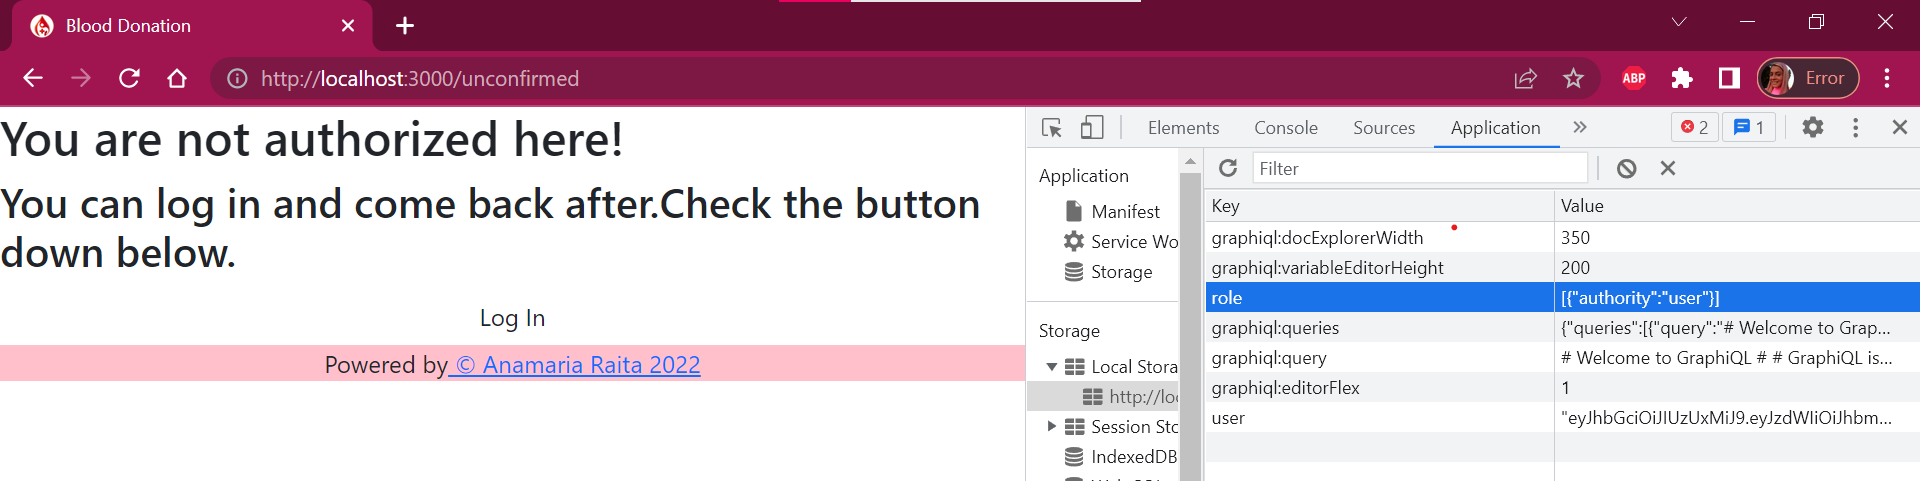 Blood Donation
http://localhost:3000/unconfirmed
ABP
Error
You are not authorized here!
You can log in and come back after.Check the button
down below.
Log In
Powered by © Anamaria Raita 2022
Elements Console Sources Application 2 1
Application
Manifest
Service Wo
Storage
Storage
Local Stora
http://loc
Session Stc
IndexedDB
Filter
Key Value
graphiql:docExplorerWidth 350
graphiql:variableEditorHeight 200
role [{"authority":"user"}]
graphiql:queries {"queries":[{"query":"# Welcome to Grap...
graphiql:query # Welcome to GraphiQL # # GraphiQL is...
graphiql:editorFlex 1
user "eyJhbGciOiJIUzUxMiJ9.eyJzdWIiOiJhbm...